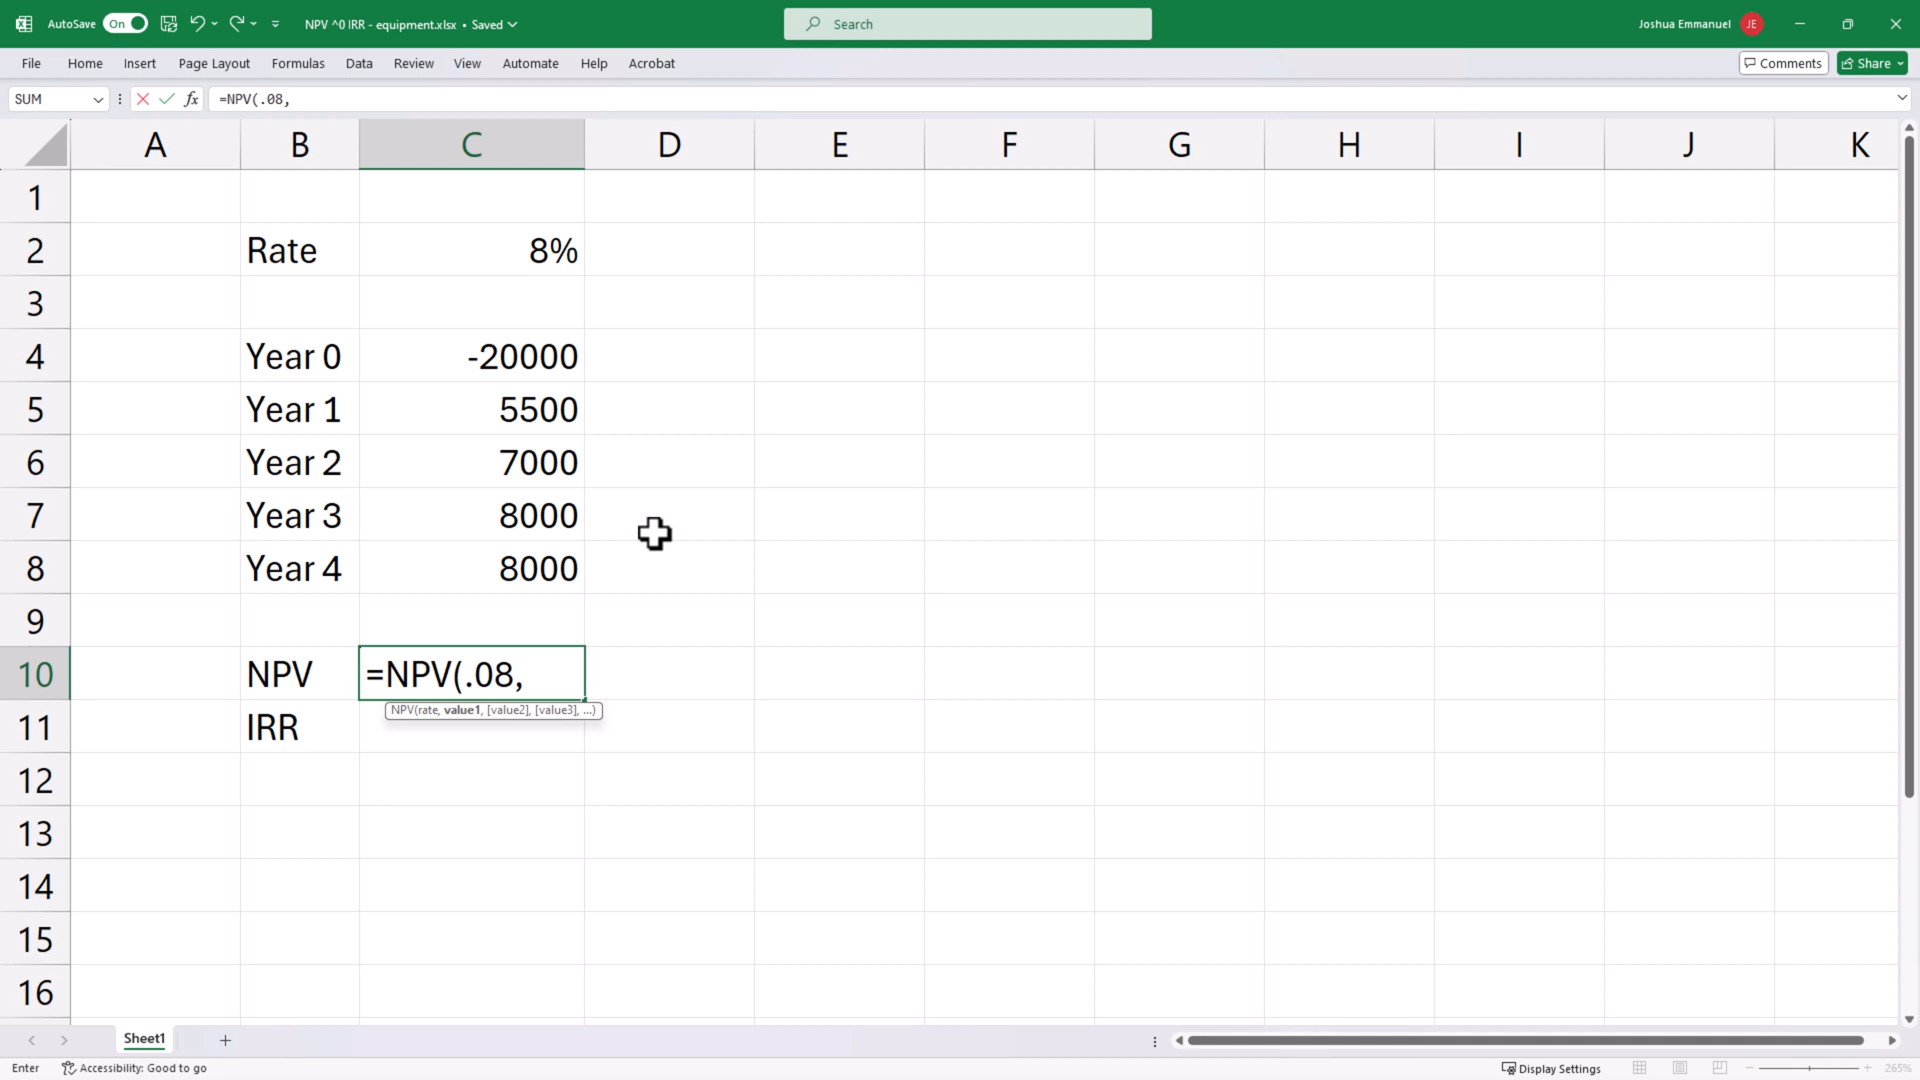 AutoSave On NPV ^0 IRR - equipment.xlsx • Saved Search Joshua Emmanuel JE
File Home Insert Page Layout Formulas Data Review View Automate Help Acrobat Comments Share
SUM fx =NPV(.08,
A B C D E F G H I J K
1
2 Rate 8%
3
4 Year 0 -20000
5 Year 1 5500
6 Year 2 7000
7 Year 3 8000
8 Year 4 8000
9
10 NPV =NPV(.08,
NPV(rate, value1, [value2], [value3], ...)
11 IRR
12
13
14
15
16
Sheet1
Enter Accessibility: Good to go Display Settings 265%